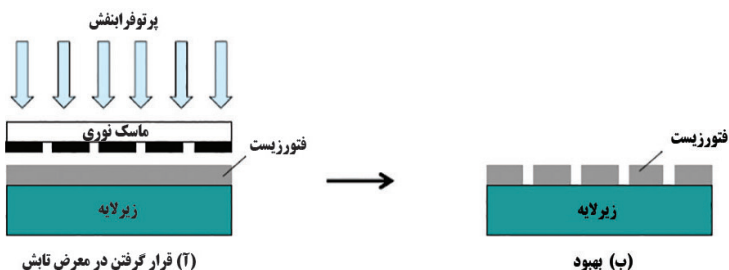 پرتوفرابنفش
ماسک نوری
فتورزیست
زیرلایه
(آ) قرار گرفتن در معرض تابش
فتورزیست
زیرلایه
(ب) بهبود